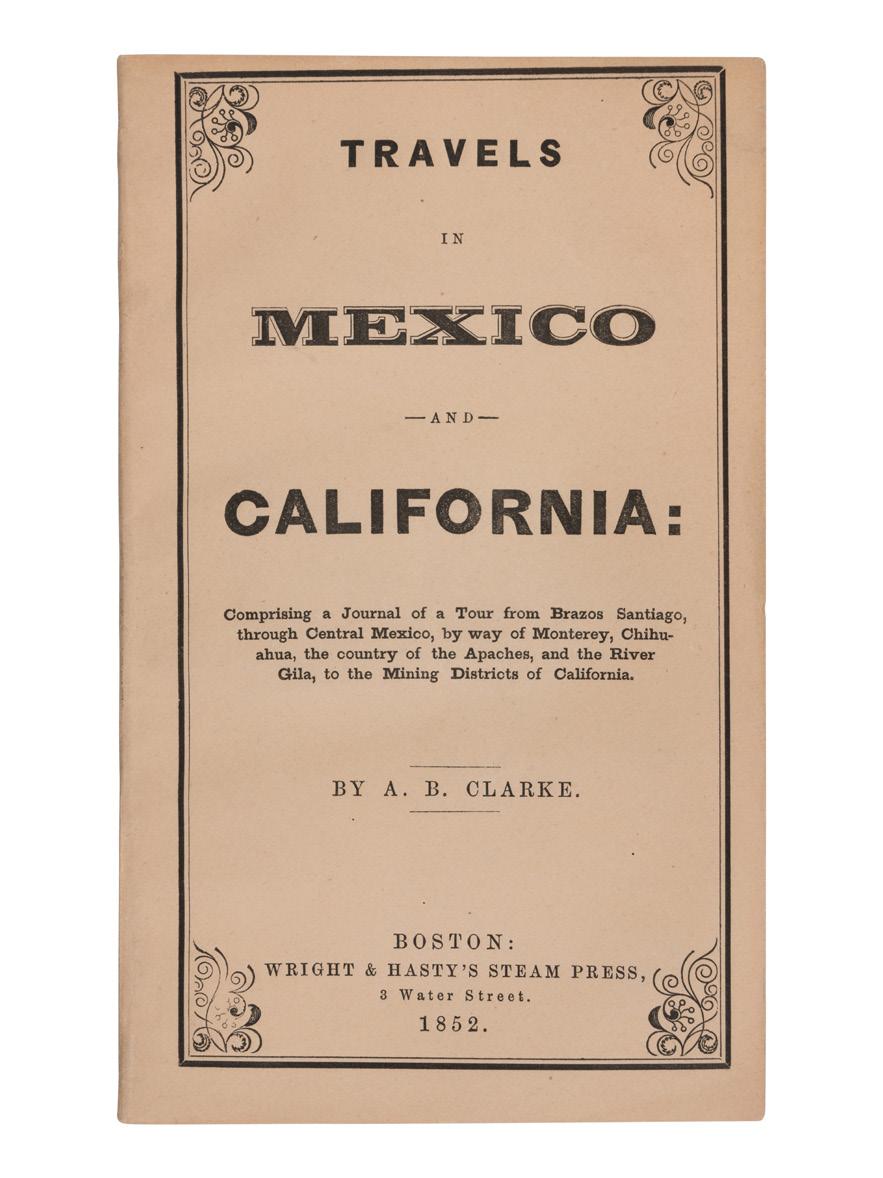 TRAVELS
IN
MEXICO
—AND—
CALIFORNIA:
Comprising a Journal of a Tour from Brazos Santiago,
through Central Mexico, by way of Monterey, Chihu-
ahua, the country of the Apaches, and the River
Gila, to the Mining Districts of California.
BY A. B. CLARKE.
BOSTON:
WRIGHT & HASTY'S STEAM PRESS,
3 Water Street.
1852.